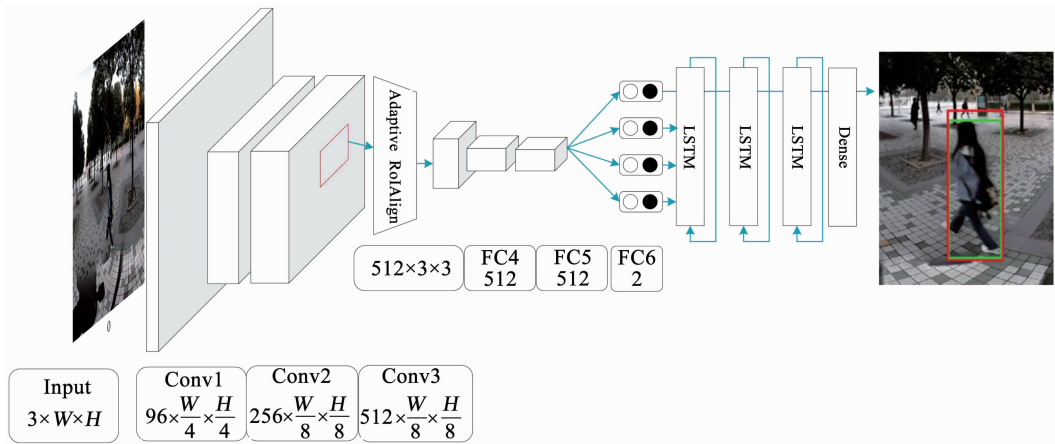 Adaptive RoIAlign
LSTM
LSTM
LSTM
Dense
512×3×3
FC4
512
FC5
512
FC6
2
Input
3×W×H
Conv1
96×W/4×H/4
Conv2
256×W/8×H/8
Conv3
512×W/8×H/8